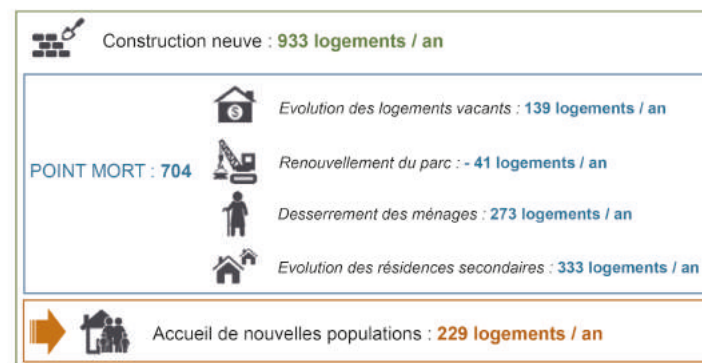 Construction neuve : 933 logements / an
Evolution des logements vacants : 139 logements / an
POINT MORT : 704
Renouvellement du parc : - 41 logements / an
Desserrement des ménages : 273 logements / an
Evolution des résidences secondaires : 333 logements / an
Accueil de nouvelles populations : 229 logements / an